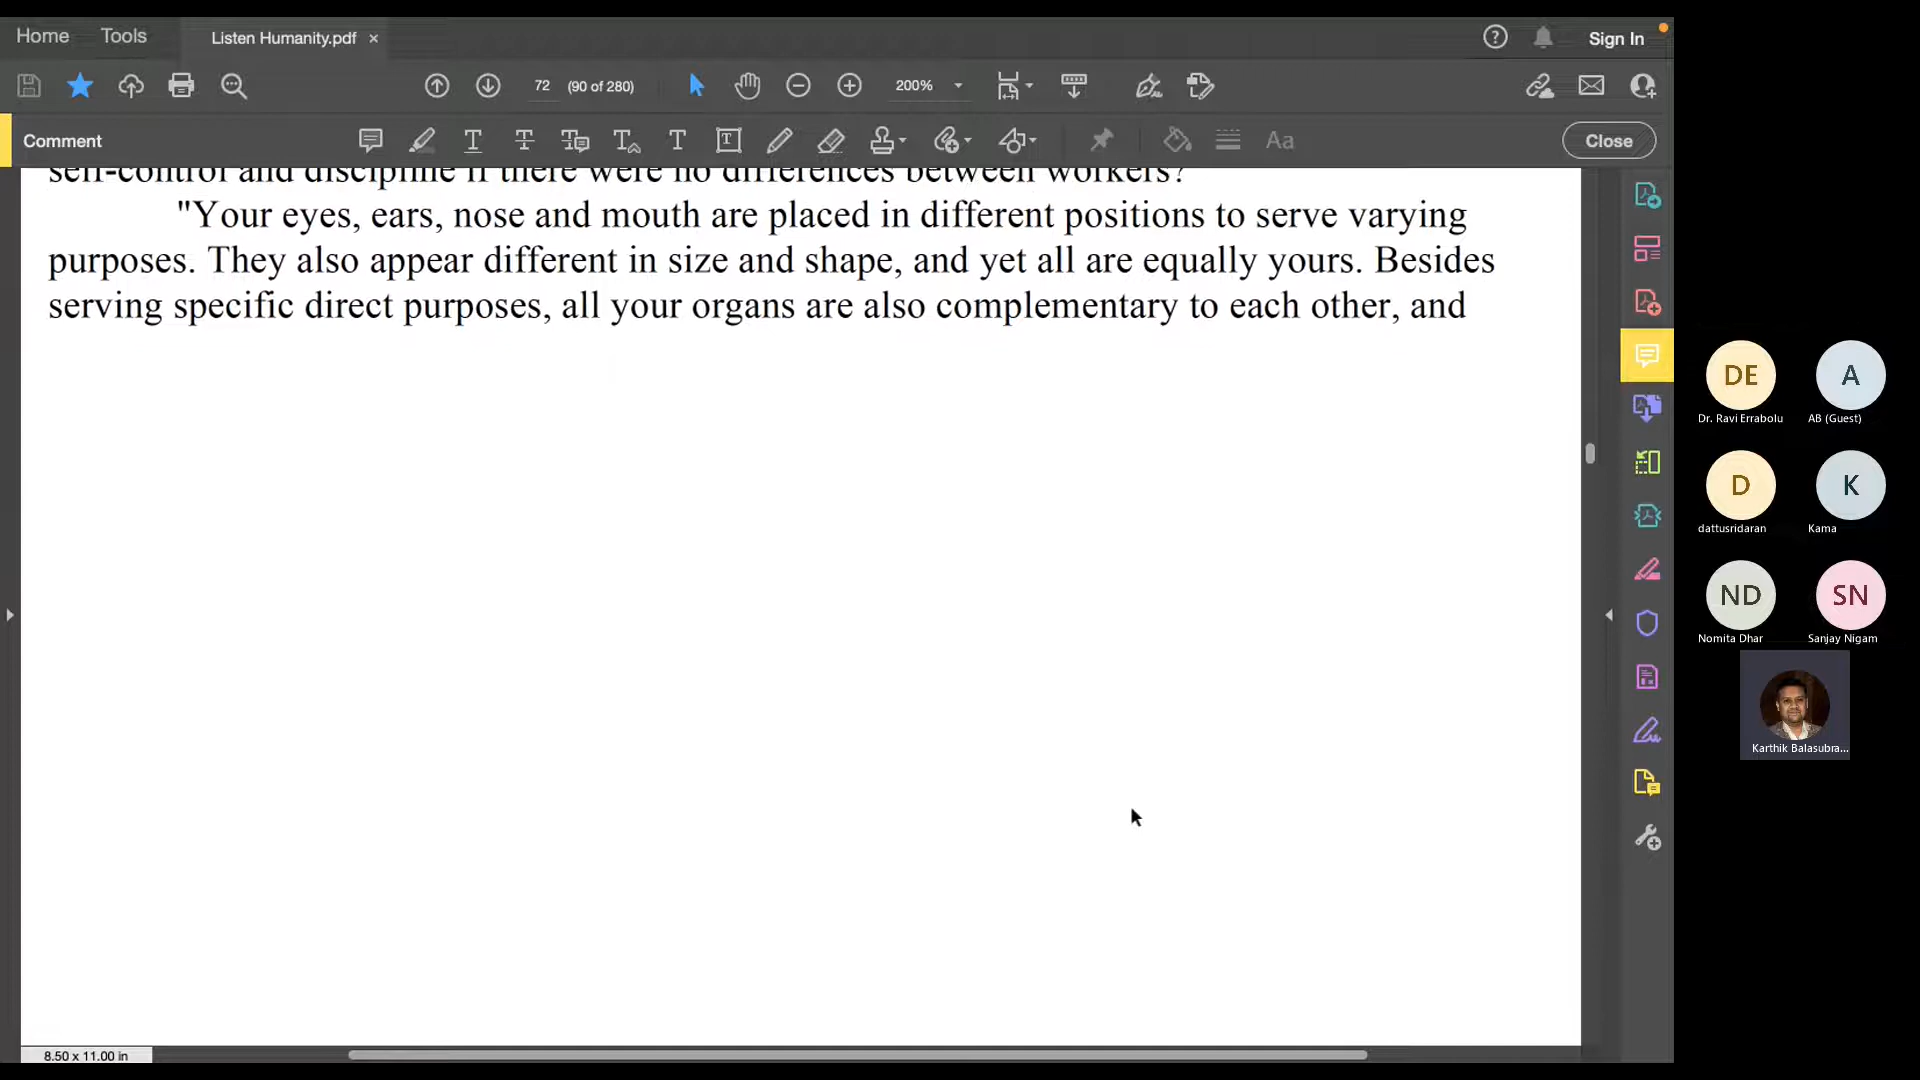 Home Tools Listen Humanity.pdf × Sign In
72 (90 of 280) 200%
Comment Close
self-control and discipline if there were no differences between workers?
"Your eyes, ears, nose and mouth are placed in different positions to serve varying
purposes. They also appear different in size and shape, and yet all are equally yours. Besides
serving specific direct purposes, all your organs are also complementary to each other, and
8.50 x 11.00 in
DE A
Dr. Ravi Errabolu AB (Guest)
D K
dattusridaran Kama
ND SN
Nomita Dhar Sanjay Nigam
Karthik Balasubra...